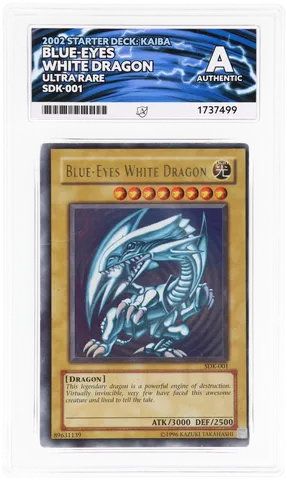 2002 STARTER DECK: KAIBA
BLUE-EYES
WHITE DRAGON
ULTRA RARE
SDK-001
A
AUTHENTIC
1737499
BLUE-EYES WHITE DRAGON
光
SDK-001
[DRAGON]
This legendary dragon is a powerful engine of destruction.
Virtually invincible, very few have faced this awesome
creature and lived to tell the tale.
ATK/3000 DEF/2500
89631139
©1996 KAZUKI TAKAHASHI